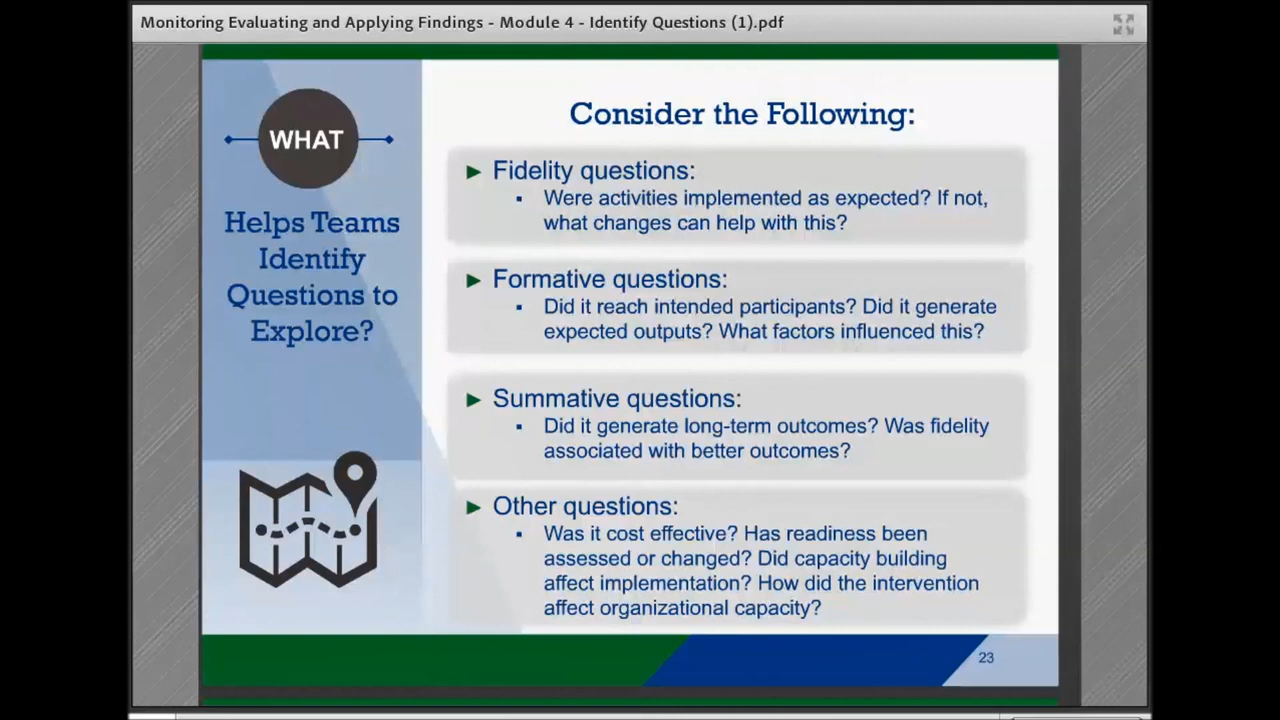 Monitoring Evaluating and Applying Findings - Module 4 - Identify Questions (1).pdf
WHAT
Helps Teams
Identify
Questions to
Explore?
Consider the Following:
► Fidelity questions:
▪ Were activities implemented as expected? If not,
what changes can help with this?
► Formative questions:
▪ Did it reach intended participants? Did it generate
expected outputs? What factors influenced this?
► Summative questions:
▪ Did it generate long-term outcomes? Was fidelity
associated with better outcomes?
► Other questions:
▪ Was it cost effective? Has readiness been
assessed or changed? Did capacity building
affect implementation? How did the intervention
affect organizational capacity?
23